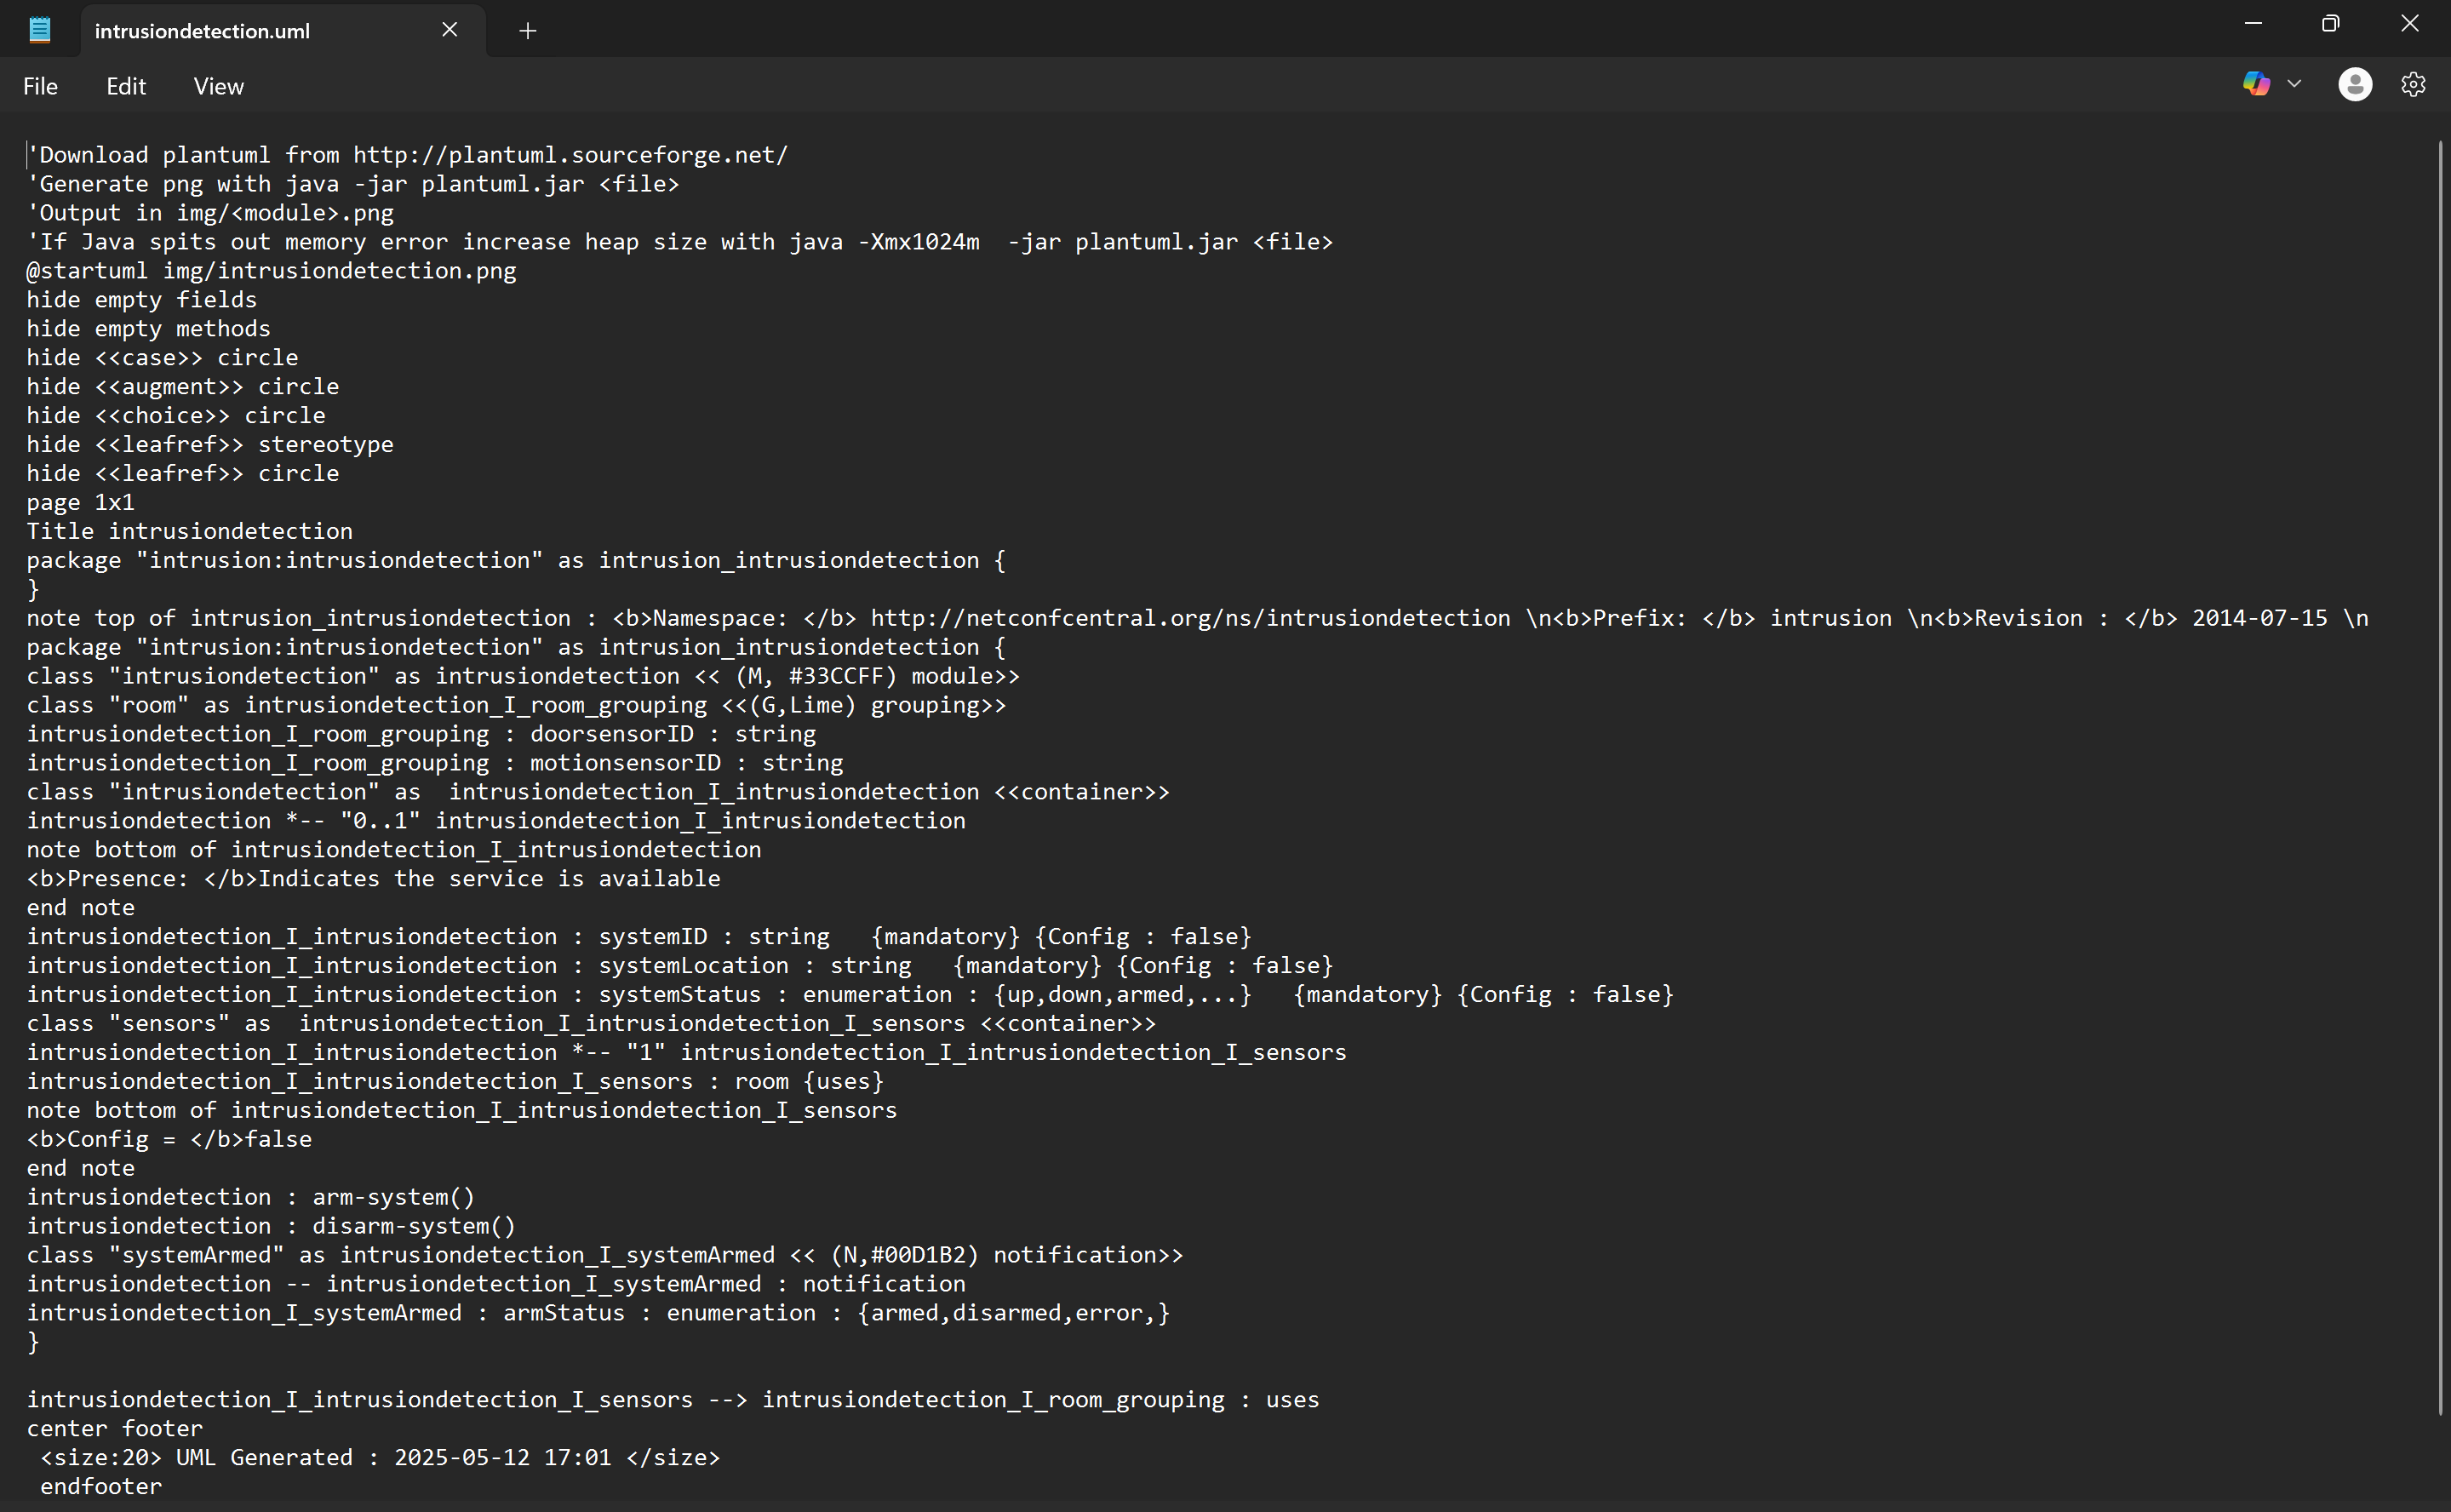 intrusiondetection.uml
File Edit View
'Download plantuml from http://plantuml.sourceforge.net/
'Generate png with java -jar plantuml.jar <file>
'Output in img/<module>.png
'If Java spits out memory error increase heap size with java -Xmx1024m  -jar plantuml.jar <file>
@startuml img/intrusiondetection.png
hide empty fields
hide empty methods
hide <<case>> circle
hide <<augment>> circle
hide <<choice>> circle
hide <<leafref>> stereotype
hide <<leafref>> circle
page 1x1
Title intrusiondetection
package "intrusion:intrusiondetection" as intrusion_intrusiondetection {
}
note top of intrusion_intrusiondetection : <b>Namespace: </b> http://netconfcentral.org/ns/intrusiondetection \n<b>Prefix: </b> intrusion \n<b>Revision : </b> 2014-07-15 \n
package "intrusion:intrusiondetection" as intrusion_intrusiondetection {
class "intrusiondetection" as intrusiondetection << (M, #33CCFF) module>>
class "room" as intrusiondetection_I_room_grouping <<(G,Lime) grouping>>
intrusiondetection_I_room_grouping : doorsensorID : string
intrusiondetection_I_room_grouping : motionsensorID : string
class "intrusiondetection" as  intrusiondetection_I_intrusiondetection <<container>>
intrusiondetection *-- "0..1" intrusiondetection_I_intrusiondetection
note bottom of intrusiondetection_I_intrusiondetection
<b>Presence: </b>Indicates the service is available
end note
intrusiondetection_I_intrusiondetection : systemID : string   {mandatory} {Config : false}
intrusiondetection_I_intrusiondetection : systemLocation : string   {mandatory} {Config : false}
intrusiondetection_I_intrusiondetection : systemStatus : enumeration : {up,down,armed,...}   {mandatory} {Config : false}
class "sensors" as  intrusiondetection_I_intrusiondetection_I_sensors <<container>>
intrusiondetection_I_intrusiondetection *-- "1" intrusiondetection_I_intrusiondetection_I_sensors
intrusiondetection_I_intrusiondetection_I_sensors : room {uses}
note bottom of intrusiondetection_I_intrusiondetection_I_sensors
<b>Config = </b>false
end note
intrusiondetection : arm-system()
intrusiondetection : disarm-system()
class "systemArmed" as intrusiondetection_I_systemArmed << (N,#00D1B2) notification>>
intrusiondetection -- intrusiondetection_I_systemArmed : notification
intrusiondetection_I_systemArmed : armStatus : enumeration : {armed,disarmed,error,}
}
intrusiondetection_I_intrusiondetection_I_sensors --> intrusiondetection_I_room_grouping : uses
center footer
 <size:20> UML Generated : 2025-05-12 17:01 </size>
 endfooter